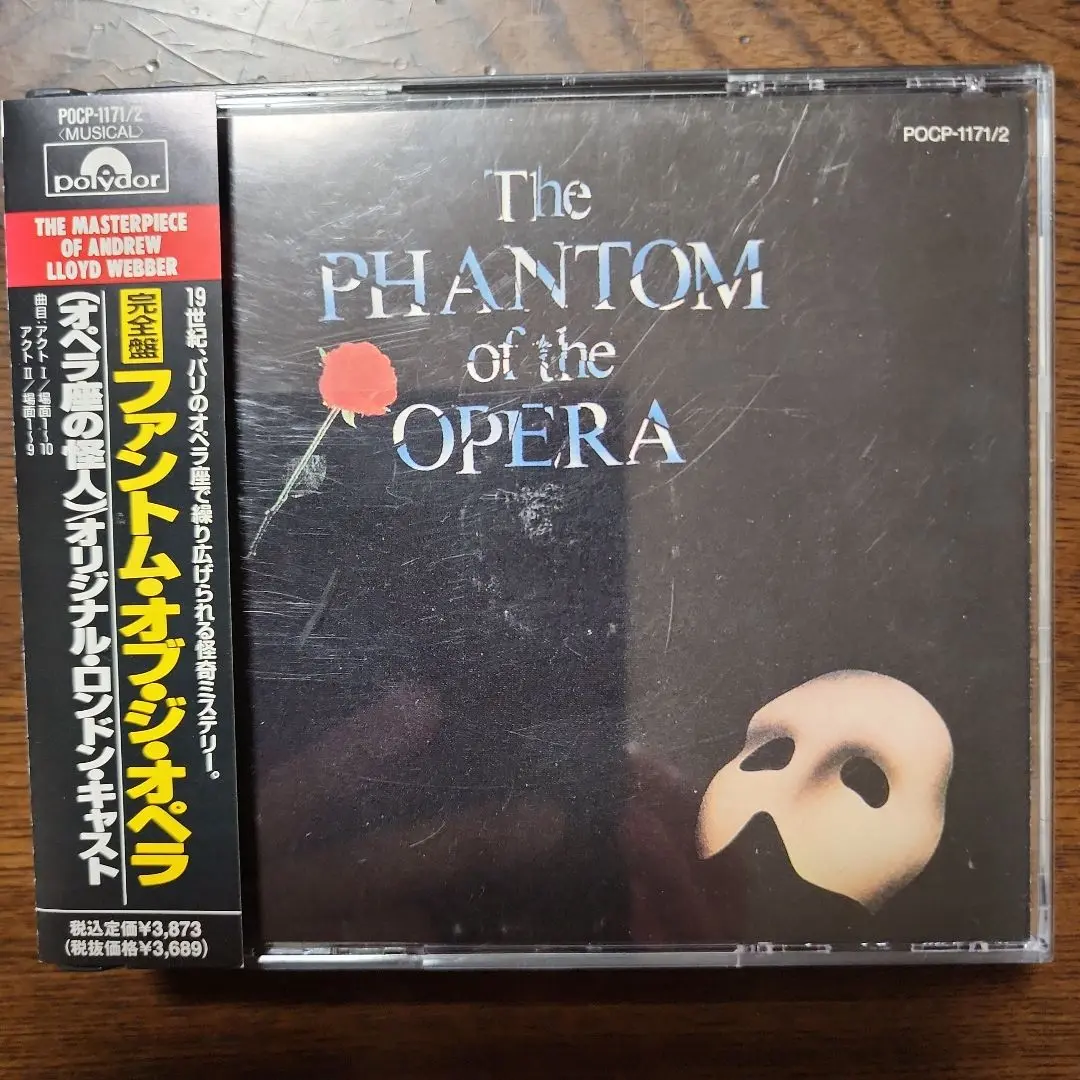 POCP-1171/2
〈MUSICAL〉
polydor
THE MASTERPIECE
OF ANDREW
LLOYD WEBBER
19世紀、パリのオペラ座で繰り広げられる怪奇ミステリー。
完全盤
ファントム・オブ・ジ・オペラ
(オペラ座の怪人)オリジナル・ロンドン・キャスト
曲目:アクト Ⅰ/場面1〜10
アクト Ⅱ/場面1〜9
税込定価¥3,873
(税抜価格¥3,689)
POCP-1171/2
The
PHANTOM
of the
OPERA